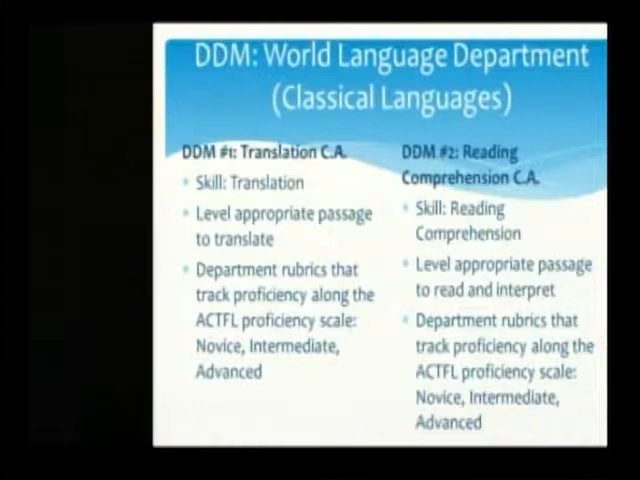 DDM: World Language Department
(Classical Languages)
DDM #1: Translation C.A.
• Skill: Translation
• Level appropriate passage
to translate
• Department rubrics that
track proficiency along the
ACTFL proficiency scale:
Novice, Intermediate,
Advanced
DDM #2: Reading
Comprehension C.A.
• Skill: Reading
Comprehension
• Level appropriate passage
to read and interpret
• Department rubrics that
track proficiency along the
ACTFL proficiency scale:
Novice, Intermediate,
Advanced